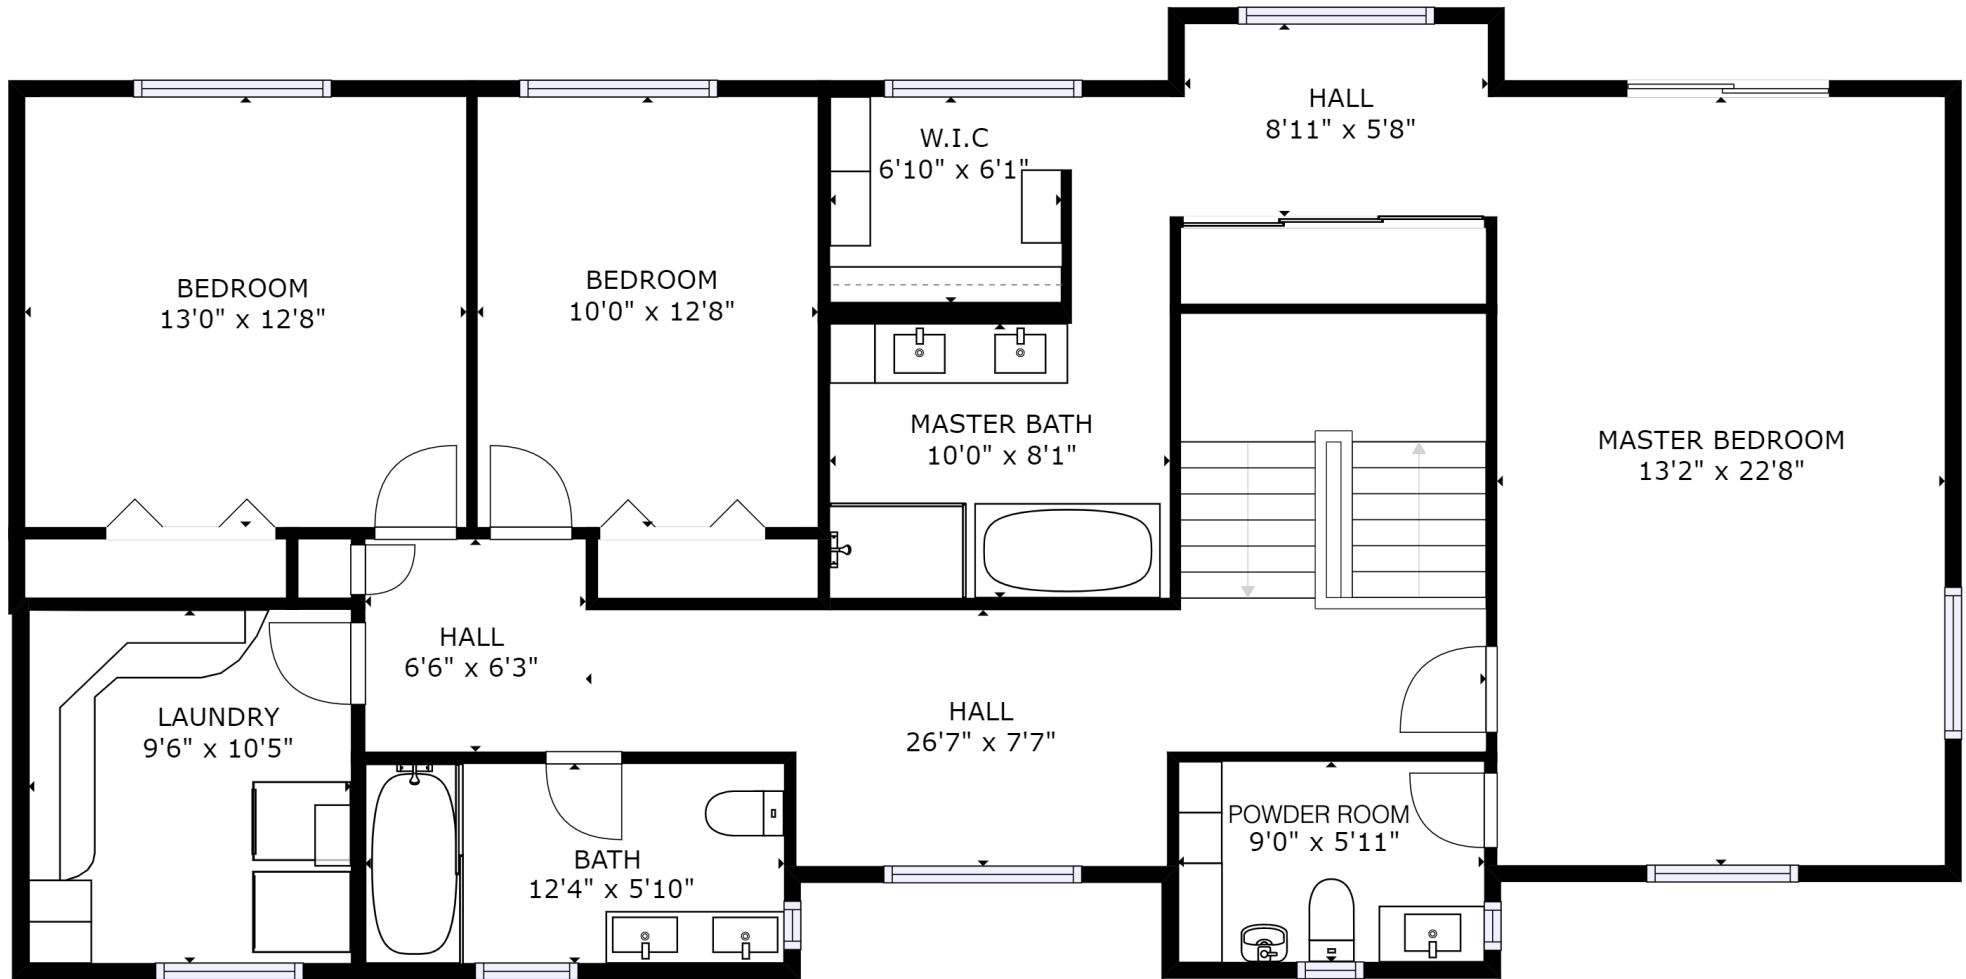 HALL
8'11" x 5'8"
W.I.C
6'10" x 6'1"
BEDROOM
13'0" x 12'8"
BEDROOM
10'0" x 12'8"
MASTER BATH
10'0" x 8'1"
MASTER BEDROOM
13'2" x 22'8"
HALL
6'6" x 6'3"
LAUNDRY
9'6" x 10'5"
HALL
26'7" x 7'7"
BATH
12'4" x 5'10"
POWDER ROOM
9'0" x 5'11"